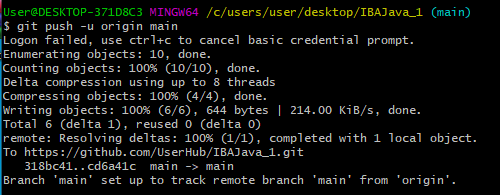 User@DESKTOP-371D8C3 MINGW64 /c/users/user/desktop/IBAJava_1 (main)
$ git push -u origin main
Logon failed, use ctrl+c to cancel basic credential prompt.
Enumerating objects: 10, done.
Counting objects: 100% (10/10), done.
Delta compression using up to 8 threads
Compressing objects: 100% (4/4), done.
Writing objects: 100% (6/6), 644 bytes | 214.00 KiB/s, done.
Total 6 (delta 1), reused 0 (delta 0)
remote: Resolving deltas: 100% (1/1), completed with 1 local object.
To https://github.com/UserHub/IBAJava_1.git
   318bc41..cd6a41c  main -> main
Branch 'main' set up to track remote branch 'main' from 'origin'.